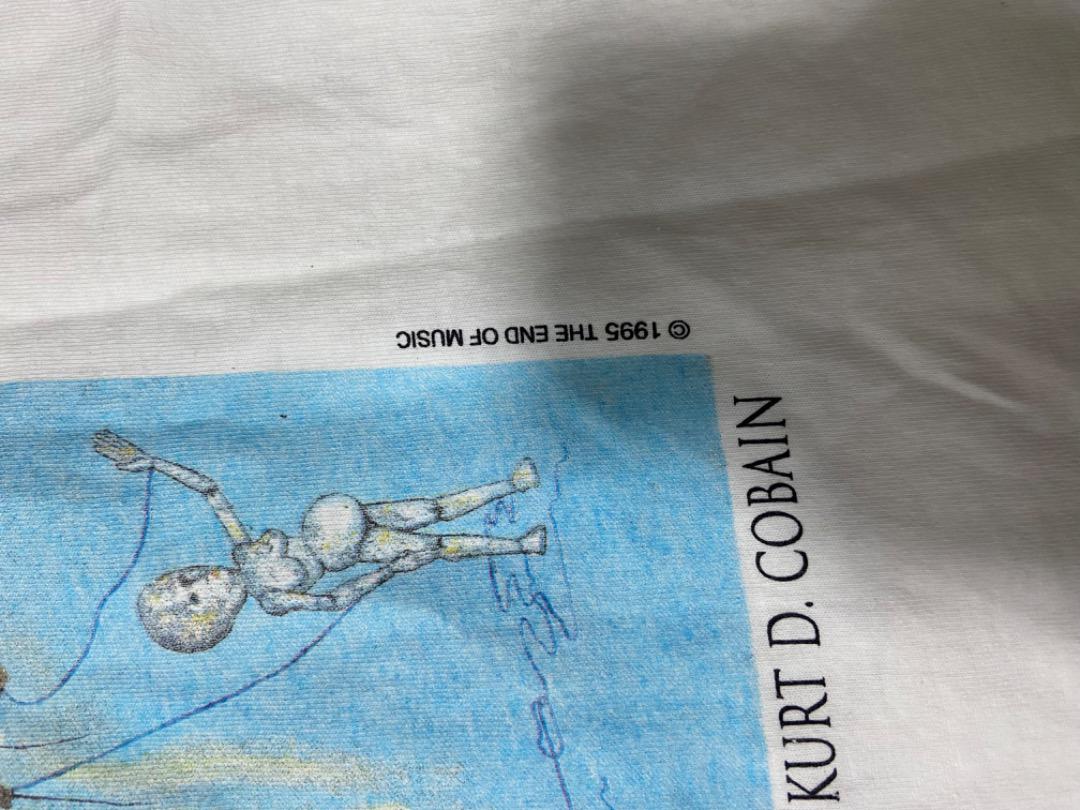 © 1995 THE END OF MUSIC
KURT D. COBAIN